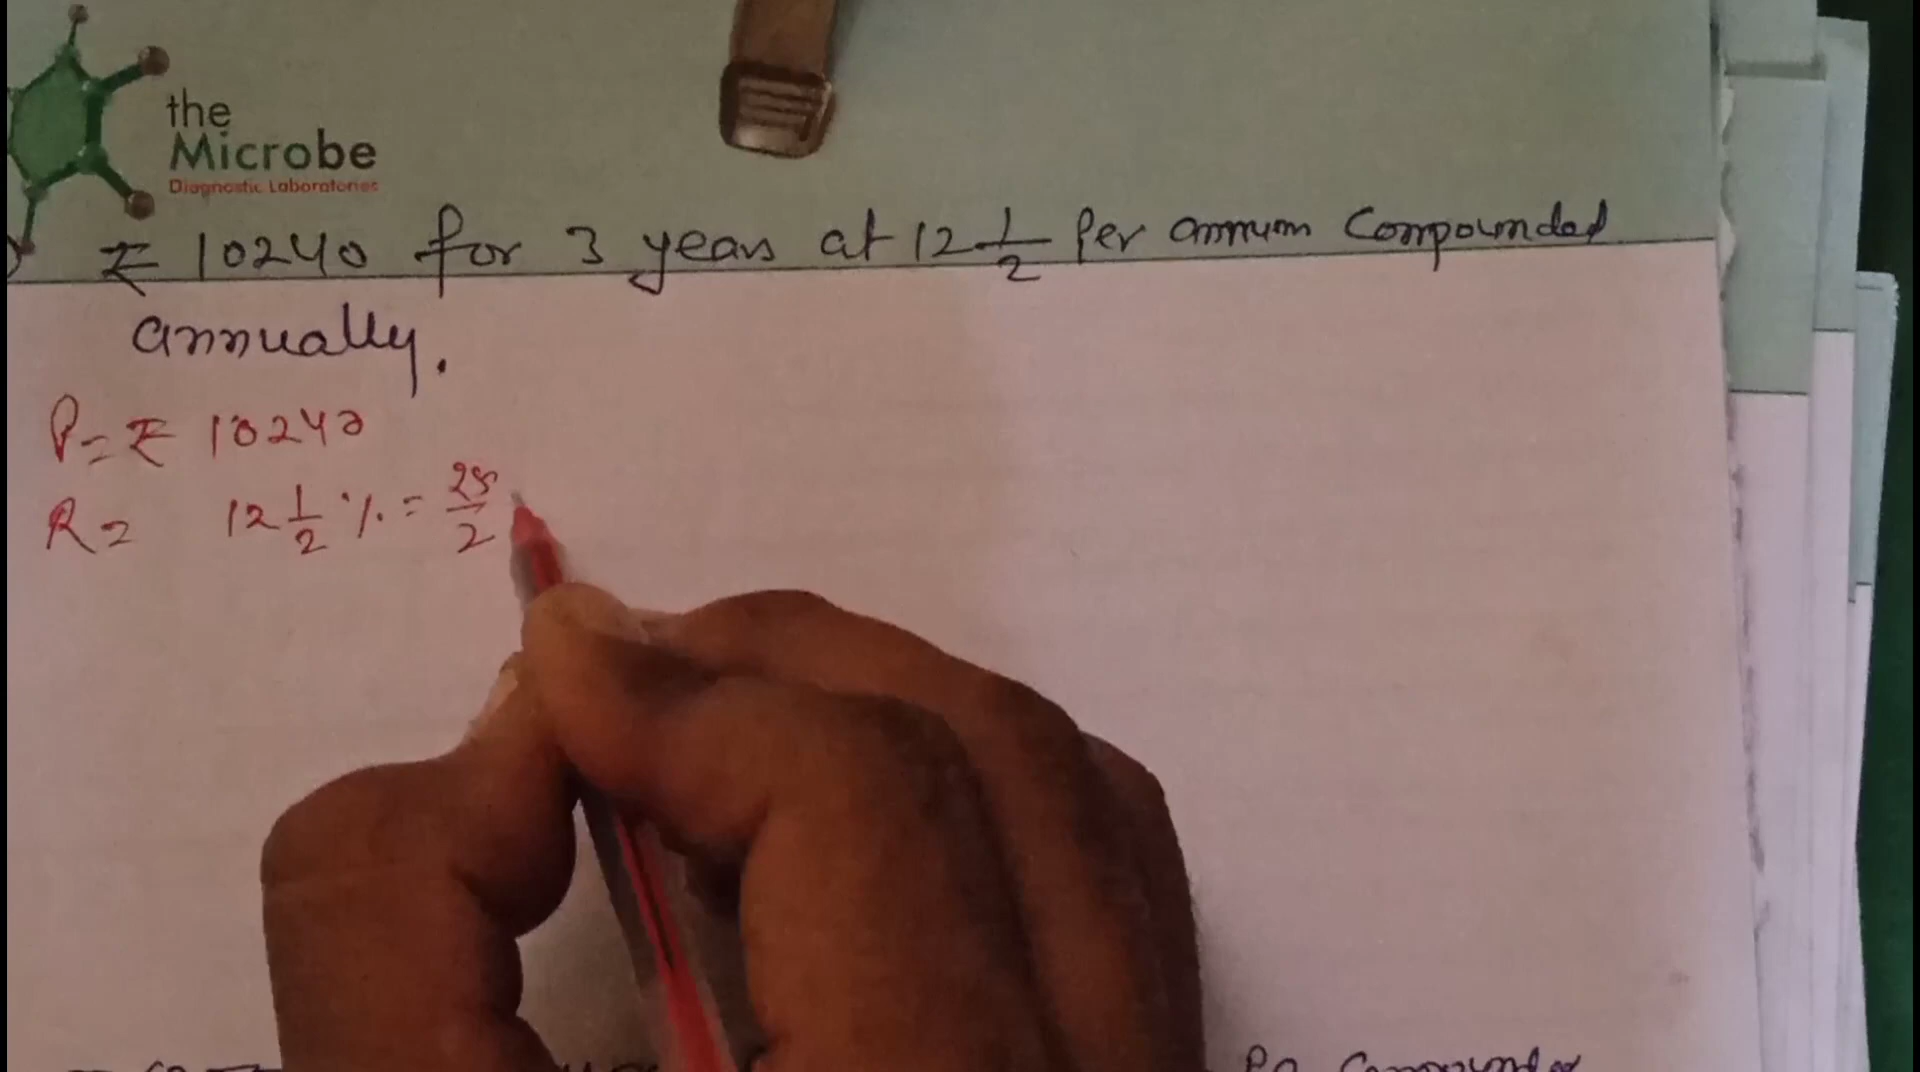 the
Microbe
Diagnostic Laboratories
₹ 10240 for 3 years at 12 1/2 Per annum Compounded
annually.
P = ₹ 10240
R = 12 1/2 % = 25/2